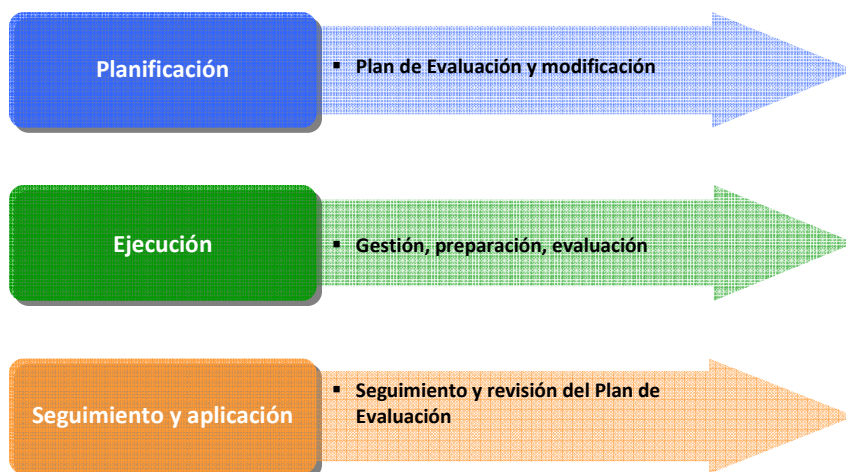 Planificación
▪ Plan de Evaluación y modificación
Ejecución
▪ Gestión, preparación, evaluación
Seguimiento y aplicación
▪ Seguimiento y revisión del Plan de
Evaluación